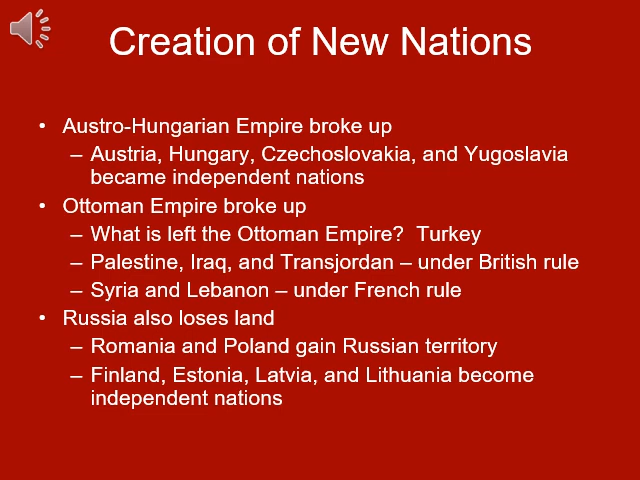 Creation of New Nations
• Austro-Hungarian Empire broke up
– Austria, Hungary, Czechoslovakia, and Yugoslavia
became independent nations
• Ottoman Empire broke up
– What is left the Ottoman Empire?  Turkey
– Palestine, Iraq, and Transjordan – under British rule
– Syria and Lebanon – under French rule
• Russia also loses land
– Romania and Poland gain Russian territory
– Finland, Estonia, Latvia, and Lithuania become
independent nations